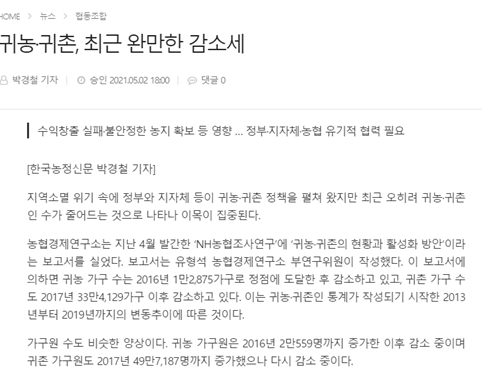 HOME > 뉴스 > 협동조합
귀농·귀촌, 최근 완만한 감소세
박경철 기자 승인 2021.05.02 18:00 댓글 0
수익창출 실패·불안정한 농지 확보 등 영향 … 정부·지자체·농협 유기적 협력 필요
[한국농정신문 박경철 기자]
지역소멸 위기 속에 정부와 지자체 등이 귀농·귀촌 정책을 펼쳐 왔지만 최근 오히려 귀농·귀촌
인의 수가 줄어드는 것으로 나타나 이목이 집중된다.
농협경제연구소는 지난 4월 발간한 ‘NH농협조사연구’에 ‘귀농·귀촌의 현황과 활성화 방안’이라
는 보고서를 실었다. 보고서는 유형석 농협경제연구소 부연구위원이 작성했다. 이 보고서에
의하면 귀농 가구 수는 2016년 1만2,875가구로 정점에 도달한 후 감소하고 있고, 귀촌 가구 수
도 2017년 33만4,129가구 이후 감소하고 있다. 이는 귀농·귀촌인 통계가 작성되기 시작한 2013
년부터 2019년까지의 변동추이에 따른 것이다.
가구원 수도 비슷한 양상이다. 귀농 가구원은 2016년 2만559명까지 증가한 이후 감소 중이며
귀촌 가구원도 2017년 49만7,187명까지 증가했으나 다시 감소 중이다.